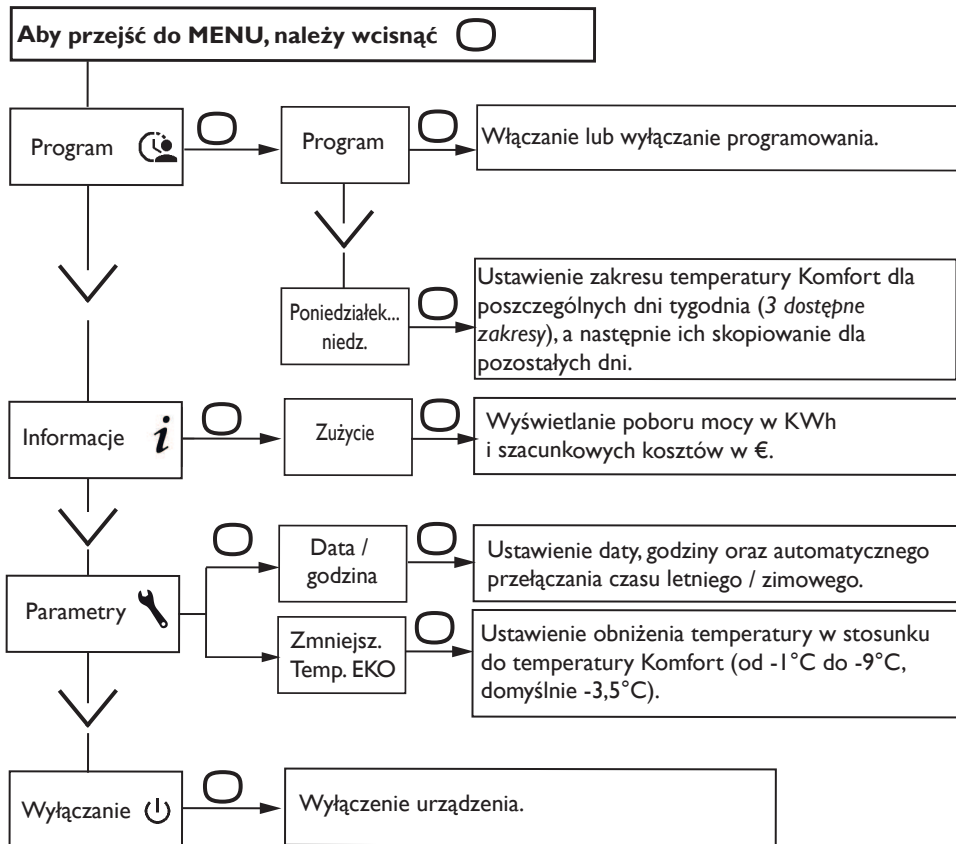 Aby przejść do MENU, należy wcisnąć
Program
Program
Włączanie lub wyłączanie programowania.
Poniedziałek...
niedz.
Ustawienie zakresu temperatury Komfort dla
poszczególnych dni tygodnia (3 dostępne
zakresy), a następnie ich skopiowanie dla
pozostałych dni.
Informacje
Zużycie
Wyświetlanie poboru mocy w KWh
i szacunkowych kosztów w €.
Parametry
Data /
godzina
Ustawienie daty, godziny oraz automatycznego
przełączania czasu letniego / zimowego.
Zmniejsz.
Temp. EKO
Ustawienie obniżenia temperatury w stosunku
do temperatury Komfort (od -1°C do -9°C,
domyślnie -3,5°C).
Wyłączanie
Wyłączenie urządzenia.